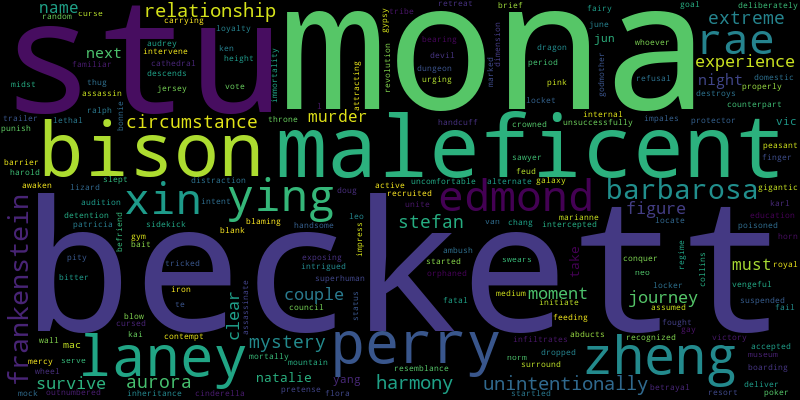 name
random
curse
carrying
tribe
retreat
brief
fairy
goal
deliberately
relationship
june
extreme
audrey
loyalty
gypsy
whoever
stu
mona
intervene
ken
bearing
jun
rae
next
cathedral
height
devil
dragon
godmother
familiar
descends
immortality
attracting
revolution
marked
dimension
dungeon
period
refusal
experience
midst
thug
jersey
vote
urging
pink
night
domestic
assassin
locket
destroys
properly
trailer
lethal
ralph
bonnie
throne
murder
handcuff
crowned
internal
impales
counterpart
punish
circumstance
unsuccessfully
protector
vic
bison
maleficent
sawyer
peasant
barrier
feud
finger
harold
slept
distraction
doug
active
uncomfortable
alternate
galaxy
gigantic
awaken
lizard
xin
ying
recruited
edmond
barbarosa
audition
intent
unite
karl
detention
sidekick
blaming
handsome
leo
van
chang
marianne
figure
education
patricia
befriend
gym
blank
impress
stefan
intercepted
locate
poisoned
horn
frankenstein
bait
exposing
active
started
ambush
take
conquer
regime
collins
must
royal
pity
tricked
intrigued
orphaned
swears
neo
vengeful
bitter
iron
superhuman
beckett
te
assassinate
couple
status
fatal
medium
moment
locker
journey
suspended
clear
council
initiate
assumed
fail
blow
cursed
contempt
feeding
fought
gay
wall
mac
kai
mystery
perry
infiltrates
recognized
victory
accepted
laney
abducts
zheng
museum
mercy
serve
mortally
mountain
resemblance
norm
dropped
boarding
wheel
survive
aurora
natalie
yang
harmony
surround
unintentionally
betrayal
deliver
mock
outnumbered
inheritance
cinderella
pretense
flora
startled
resort
poker